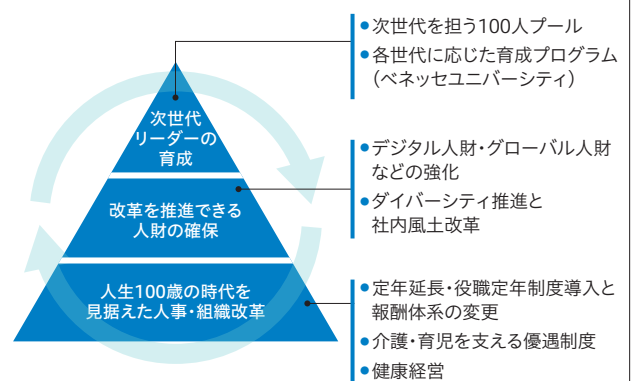 次世代
リーダーの
育成
●次世代を担う100人プール
●各世代に応じた育成プログラム
（ベネッセユニバーシティ）
改革を推進できる
人財の確保
●デジタル人財・グローバル人財
などの強化
●ダイバーシティ推進と
社内風土改革
人生100歳の時代を
見据えた人事・組織改革
●定年延長・役職定年制度導入と
報酬体系の変更
●介護・育児を支える優遇制度
●健康経営